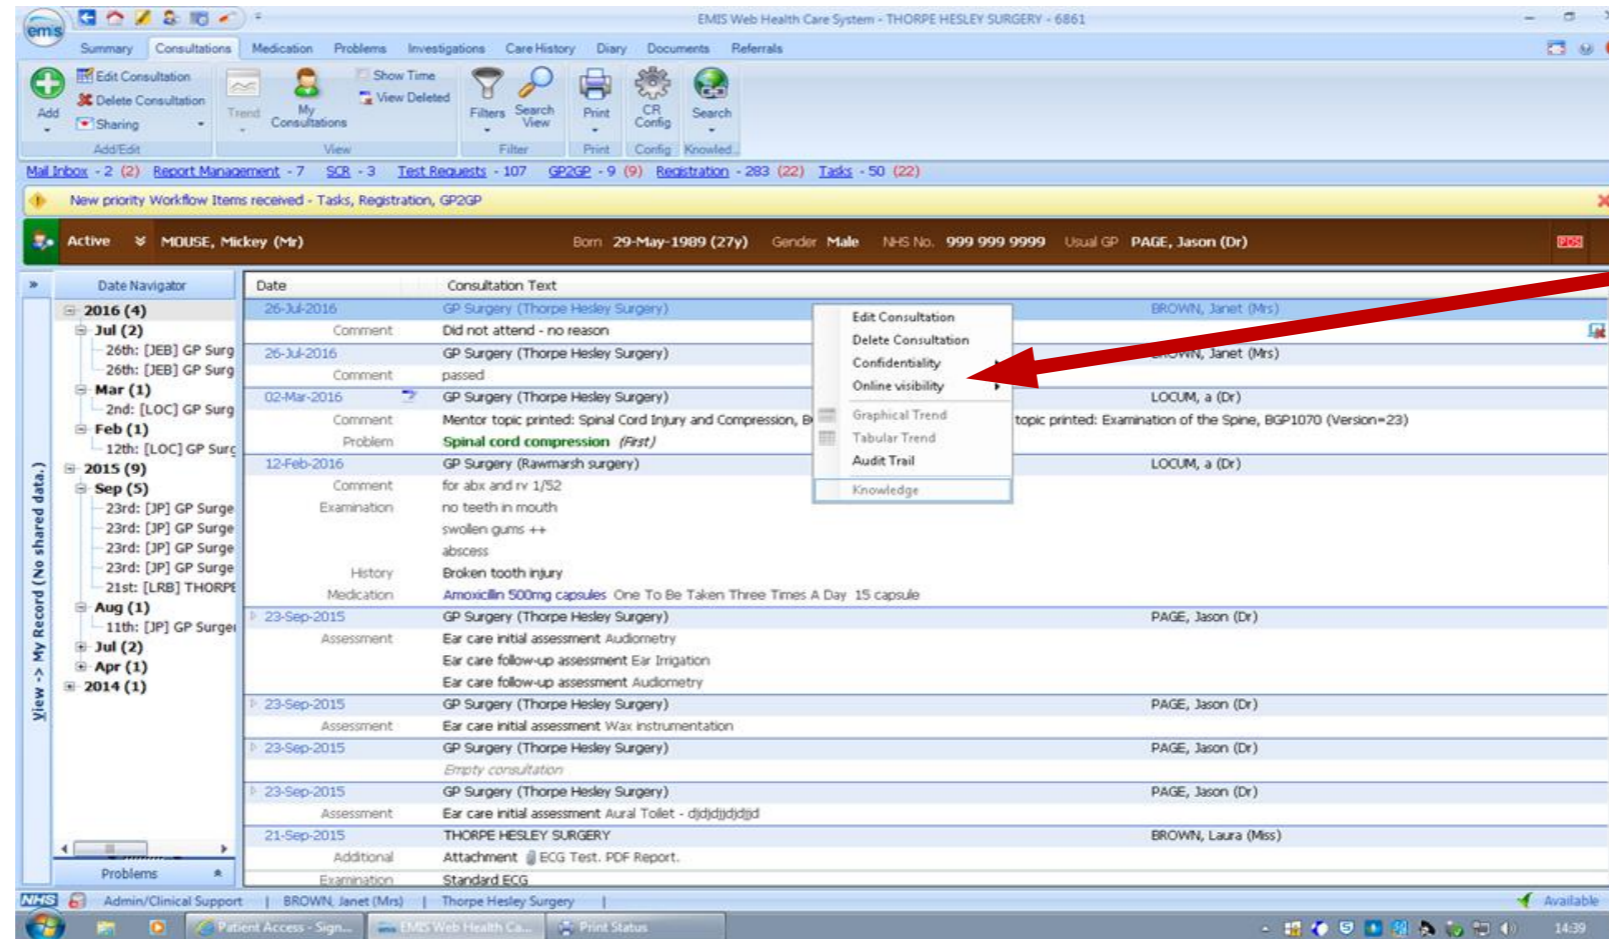 emis
EMIS Web Health Care System - THORPE HESLEY SURGERY - 6861
Summary Consultations Medication Problems Investigations Care History Diary Documents Referrals
Add
Edit Consultation
Delete Consultation
Sharing
Add/Edit
Trend
My Consultations
Show Time
View Deleted
View
Filters
Search View
Filter
Print
Print
CR Config
Config
Search
Knowled...
Mail Inbox - 2 (2) Report Management - 7 SCR - 3 Test Requests - 107 GP2GP - 9 (9) Registration - 283 (22) Tasks - 50 (22)
New priority Workflow Items received - Tasks, Registration, GP2GP
Active MOUSE, Mickey (Mr) Born 29-May-1989 (27y) Gender Male NHS No. 999 999 9999 Usual GP PAGE, Jason (Dr) PDS
» Date Navigator
2016 (4)
Jul (2)
26th: [JEB] GP Surg
26th: [JEB] GP Surg
Mar (1)
2nd: [LOC] GP Surg
Feb (1)
12th: [LOC] GP Surg
2015 (9)
Sep (5)
23rd: [JP] GP Surge
23rd: [JP] GP Surge
23rd: [JP] GP Surge
23rd: [JP] GP Surge
21st: [LRB] THORPE
Aug (1)
11th: [JP] GP Surger
Jul (2)
Apr (1)
2014 (1)
Problems
View -> My Record (No shared data.)
Date Consultation Text
26-Jul-2016 GP Surgery (Thorpe Hesley Surgery) BROWN, Janet (Mrs)
Comment Did not attend - no reason
26-Jul-2016 GP Surgery (Thorpe Hesley Surgery) BROWN, Janet (Mrs)
Comment passed
02-Mar-2016 GP Surgery (Thorpe Hesley Surgery) LOCUM, a (Dr)
Comment Mentor topic printed: Spinal Cord Injury and Compression, B topic printed: Examination of the Spine, BGP1070 (Version=23)
Problem Spinal cord compression (First)
12-Feb-2016 GP Surgery (Rawmarsh surgery) LOCUM, a (Dr)
Comment for abx and rv 1/52
Examination no teeth in mouth
swollen gums ++
abscess
History Broken tooth injury
Medication Amoxicillin 500mg capsules One To Be Taken Three Times A Day 15 capsule
23-Sep-2015 GP Surgery (Thorpe Hesley Surgery) PAGE, Jason (Dr)
Assessment Ear care initial assessment Audiometry
Ear care follow-up assessment Ear Irrigation
Ear care follow-up assessment Audiometry
23-Sep-2015 GP Surgery (Thorpe Hesley Surgery) PAGE, Jason (Dr)
Assessment Ear care initial assessment Wax instrumentation
23-Sep-2015 GP Surgery (Thorpe Hesley Surgery) PAGE, Jason (Dr)
Empty consultation
23-Sep-2015 GP Surgery (Thorpe Hesley Surgery) PAGE, Jason (Dr)
Assessment Ear care initial assessment Aural Toilet -
21-Sep-2015 THORPE HESLEY SURGERY BROWN, Laura (Miss)
Additional Attachment ECG Test. PDF Report.
Examination Standard ECG
Edit Consultation
Delete Consultation
Confidentiality
Online visibility
Graphical Trend
Tabular Trend
Audit Trail
Knowledge
NHS Admin/Clinical Support | BROWN, Janet (Mrs) | Thorpe Hesley Surgery | Available
Patient Access - Sign... EMIS Web Health Ca... Print Status 14:39